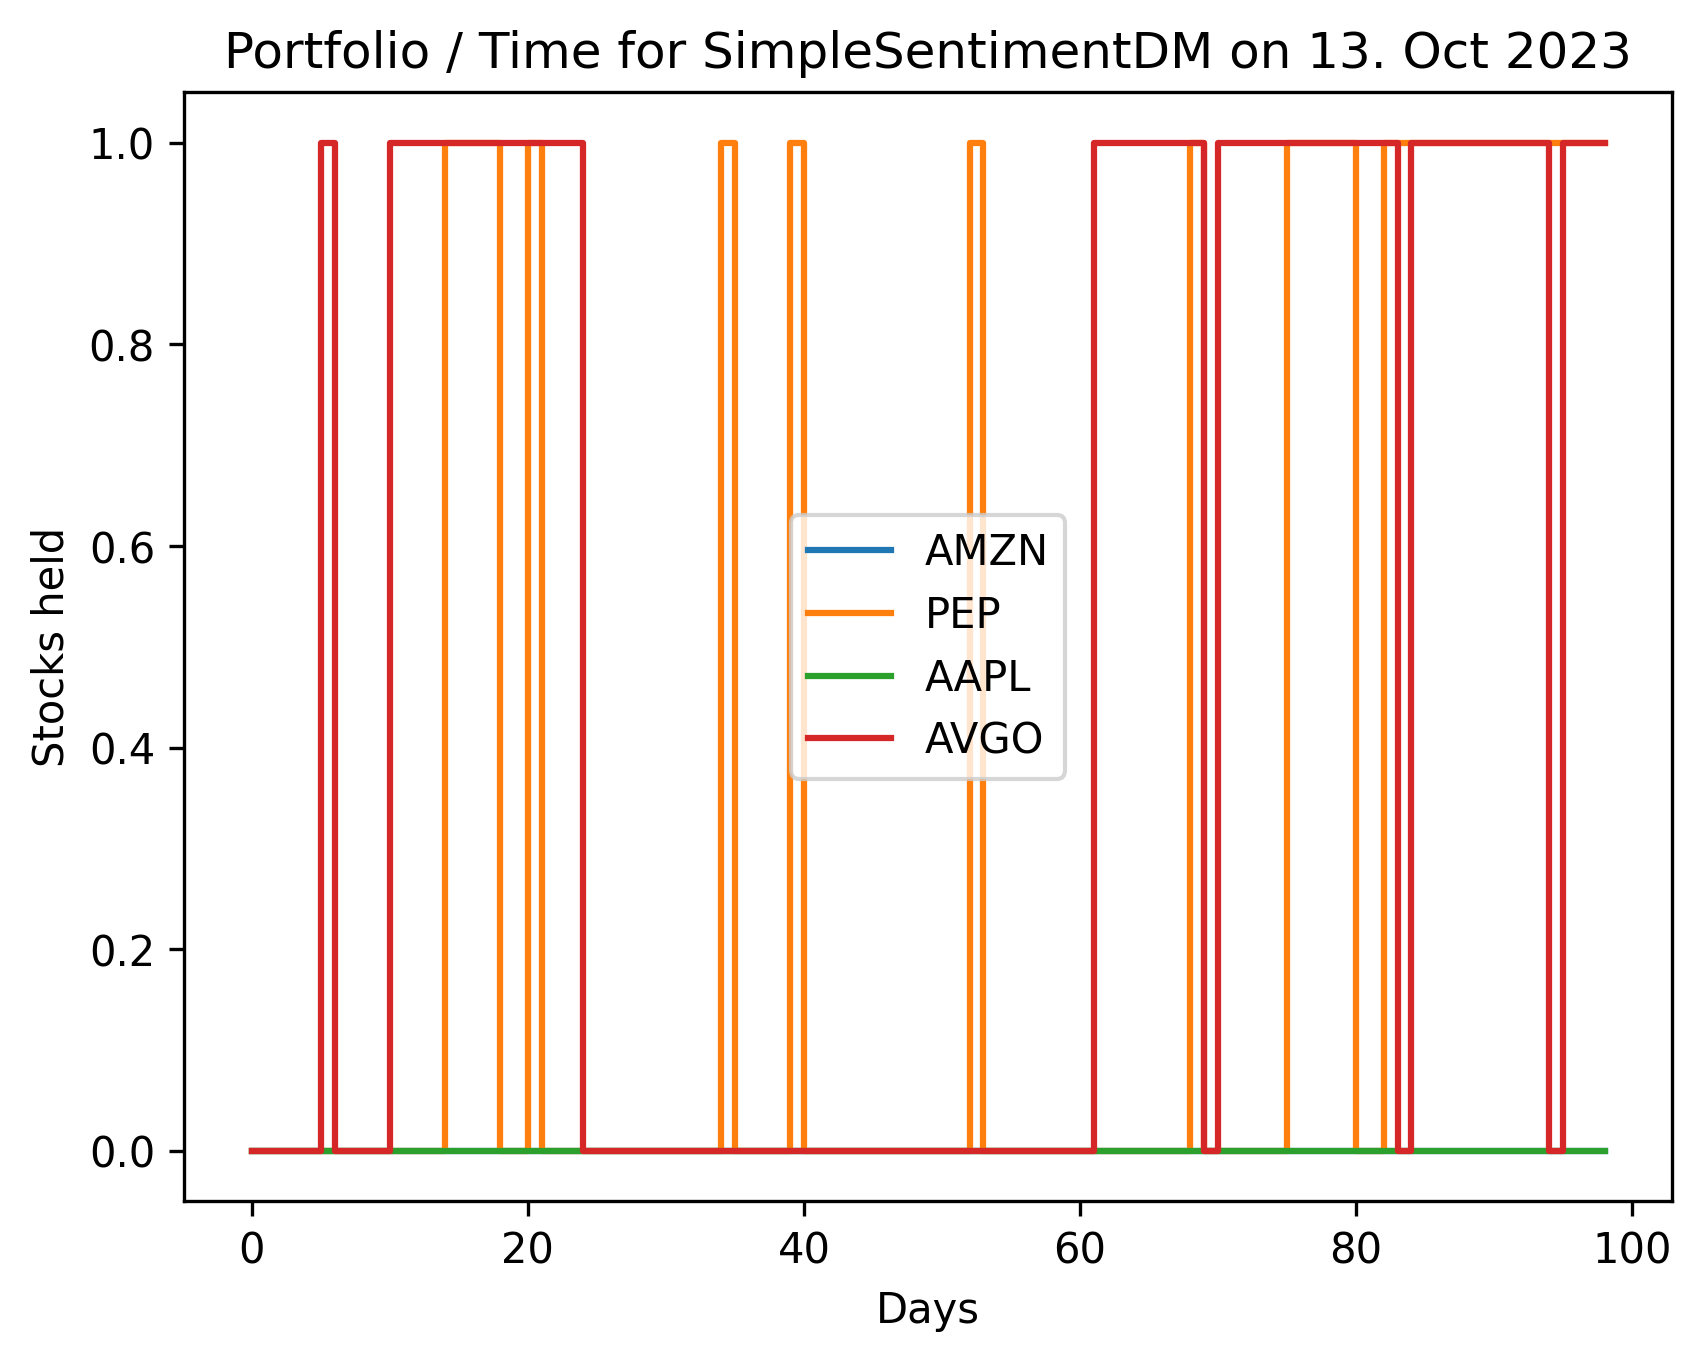 Portfolio / Time for SimpleSentimentDM on 13. Oct 2023
1.0
0.8
0.6
0.4
0.2
0.0
Stocks held
AMZN
PEP
AAPL
AVGO
0 20 40 60 80 100
Days